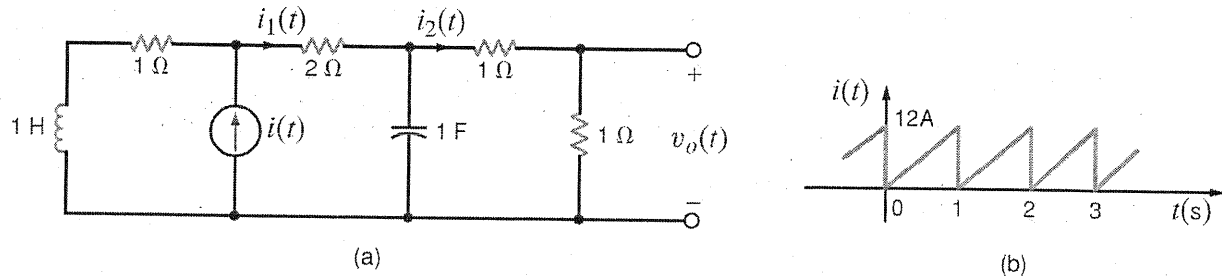 i₁(t) i₂(t)
1 Ω 2 Ω 1 Ω
+
1 H i(t) 1 F 1 Ω vₒ(t)
–
(a)
i(t)
12A
0 1 2 3 t(s)
(b)